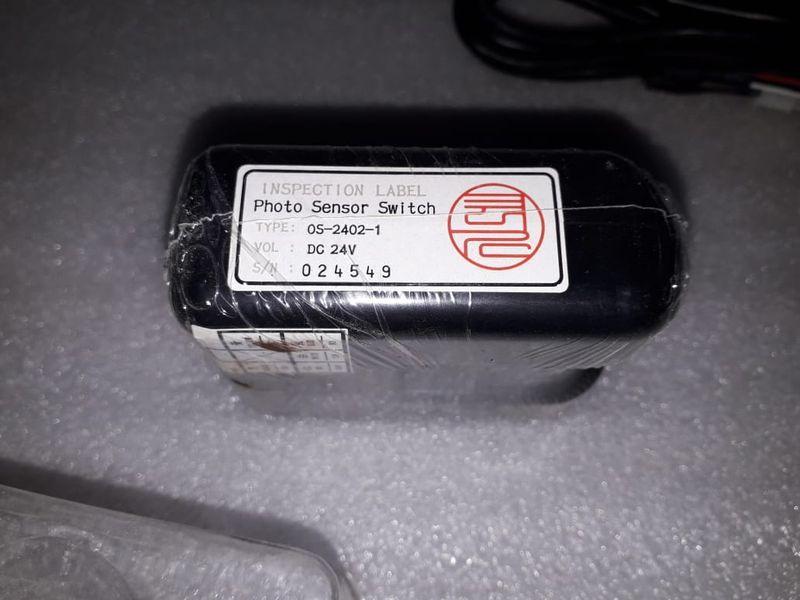 INSPECTION LABEL
Photo Sensor Switch
TYPE: OS-2402-1
VOL : DC 24V
S/N : 024549